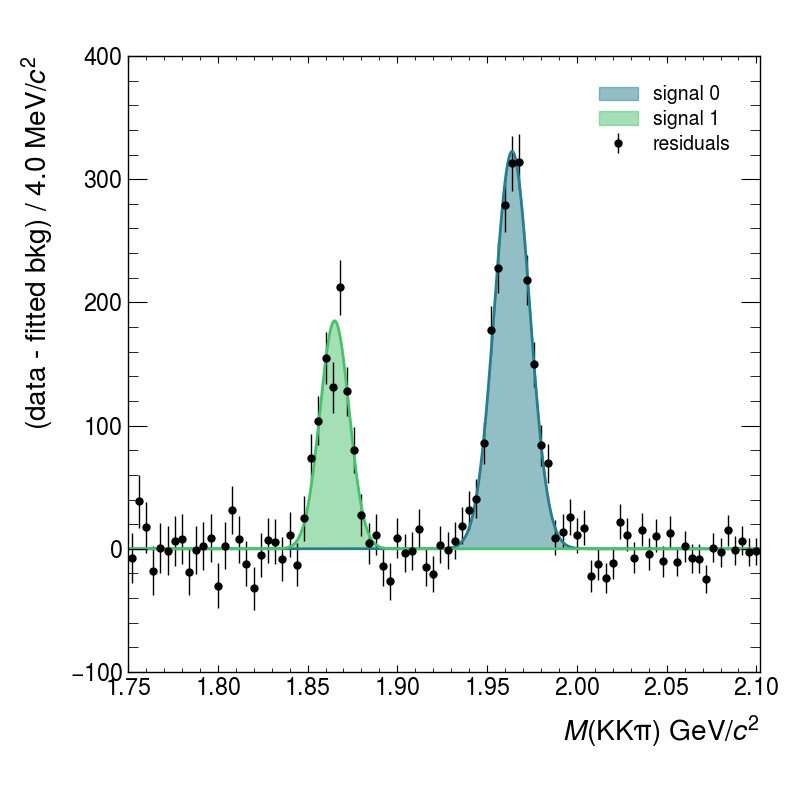 (data - fitted bkg) / 4.0 MeV/c²
400
300
200
100
0
−100
signal 0
signal 1
residuals
1.75 1.80 1.85 1.90 1.95 2.00 2.05 2.10
M(KKπ) GeV/c²